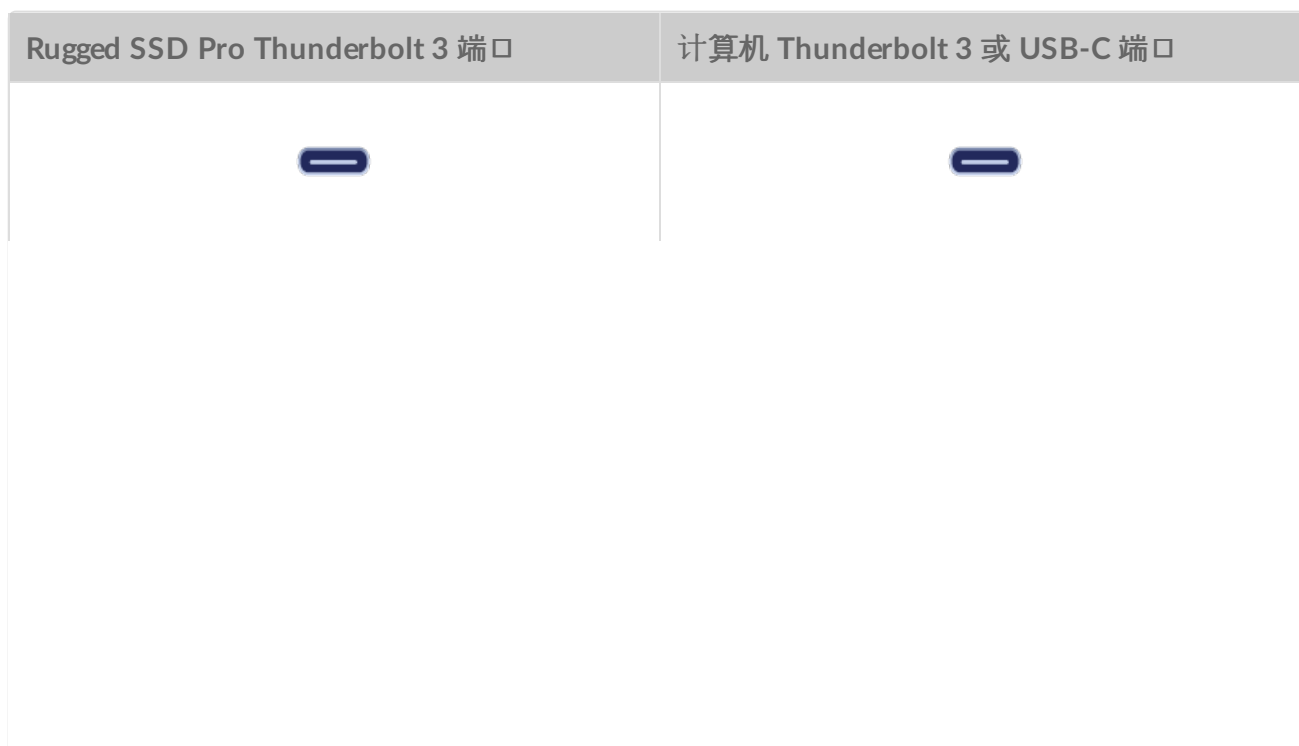 Rugged SSD Pro Thunderbolt 3 端口
计算机 Thunderbolt 3 或 USB-C 端口